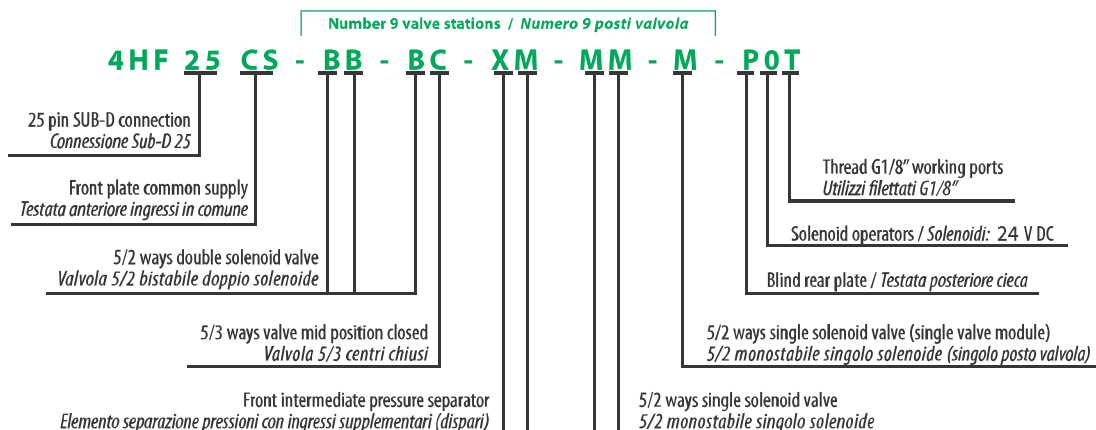 Number 9 valve stations / Numero 9 posti valvola
4HF 25 CS - BB - BC - XM - MM - M - P0T
25 pin SUB-D connection
Connessione Sub-D 25
Front plate common supply
Testata anteriore ingressi in comune
5/2 ways double solenoid valve
Valvola 5/2 bistabile doppio solenoide
5/3 ways valve mid position closed
Valvola 5/3 centri chiusi
Front intermediate pressure separator
Elemento separazione pressioni con ingressi supplementari (dispari)
Thread G1/8" working ports
Utilizzi filettati G1/8"
Solenoid operators / Solenoidi: 24 V DC
Blind rear plate / Testata posteriore cieca
5/2 ways single solenoid valve (single valve module)
5/2 monostabile singolo solenoide (singolo posto valvola)
5/2 ways single solenoid valve
5/2 monostabile singolo solenoide